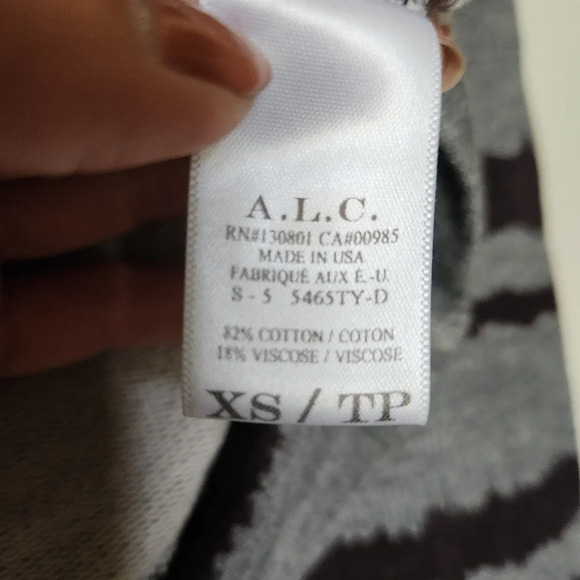 A.L.C.
RN#130801 CA#00985
MADE IN USA
FABRIQUÉ AUX É.-U.
S - 5 5465TY-D
82% COTTON / COTON
18% VISCOSE / VISCOSE
XS / TP